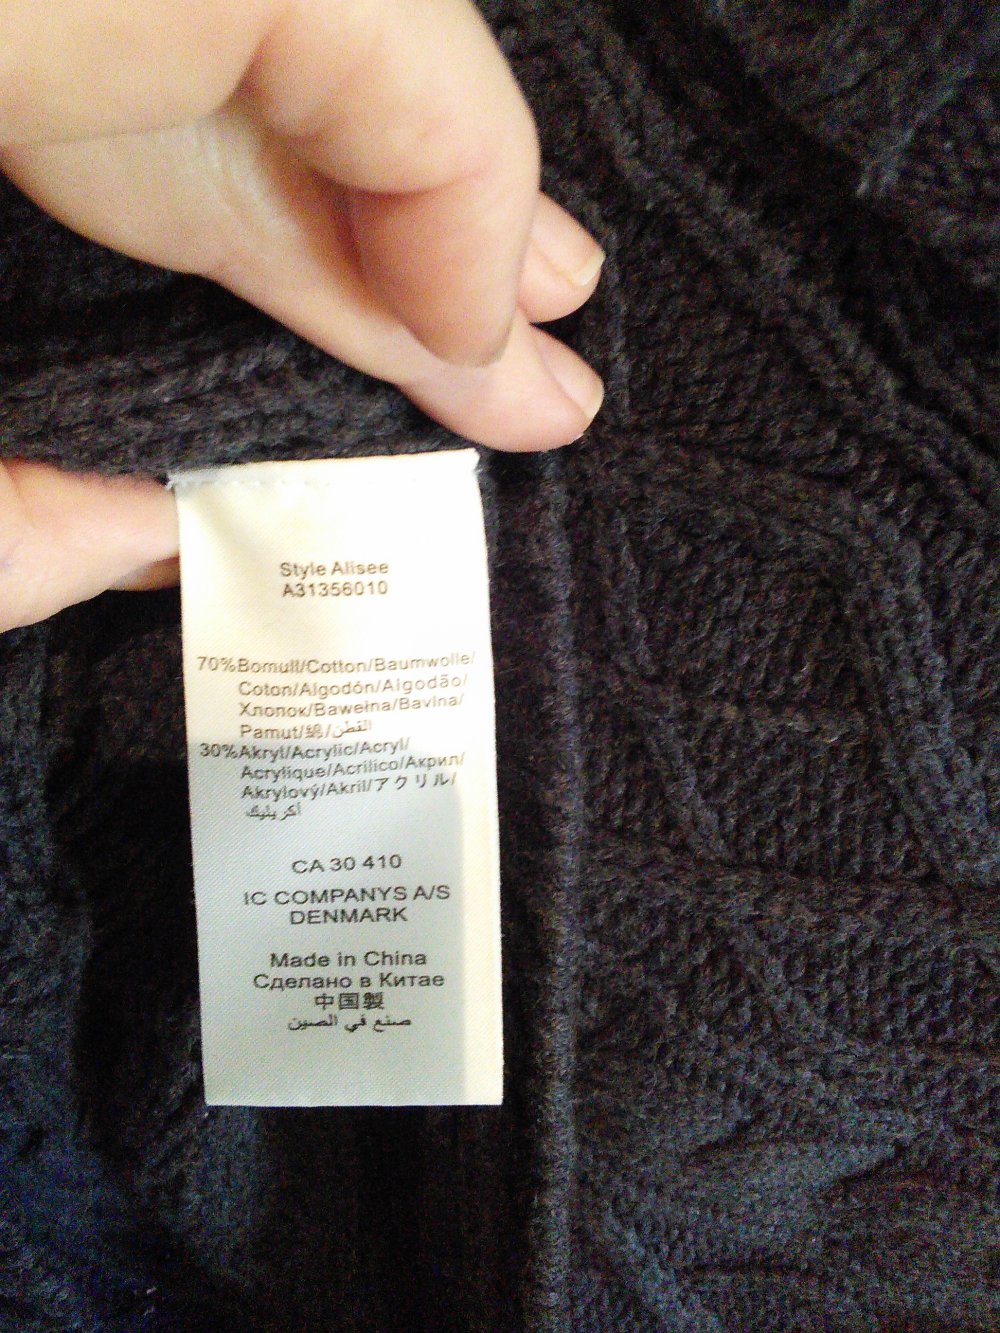 Style Alisee
A31356010
70%Bomull/Cotton/Baumwolle/
Coton/Algodón/Algodão/
Хлопок/Bawełna/Bavlna/
Pamut/綿/القطن
30%Akryl/Acrylic/Acryl/
Acrylique/Acrilico/Акрил/
Akrylový/Akril/アクリル/
أكريليك
CA 30 410
IC COMPANYS A/S
DENMARK
Made in China
Сделано в Китае
中国製
صنع في الصين